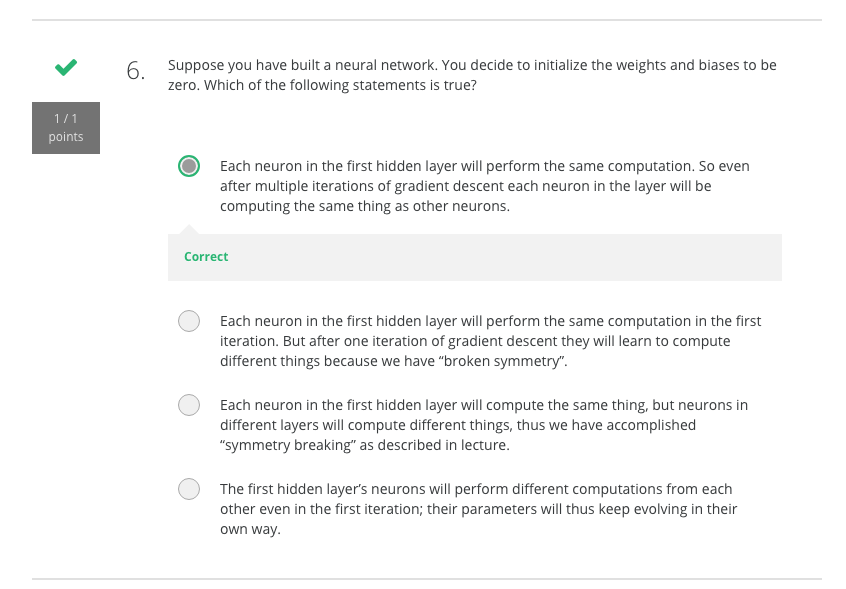 6.
Suppose you have built a neural network. You decide to initialize the weights and biases to be
zero. Which of the following statements is true?
1 / 1
points
Each neuron in the first hidden layer will perform the same computation. So even
after multiple iterations of gradient descent each neuron in the layer will be
computing the same thing as other neurons.
Correct
Each neuron in the first hidden layer will perform the same computation in the first
iteration. But after one iteration of gradient descent they will learn to compute
different things because we have “broken symmetry”.
Each neuron in the first hidden layer will compute the same thing, but neurons in
different layers will compute different things, thus we have accomplished
“symmetry breaking” as described in lecture.
The first hidden layer’s neurons will perform different computations from each
other even in the first iteration; their parameters will thus keep evolving in their
own way.